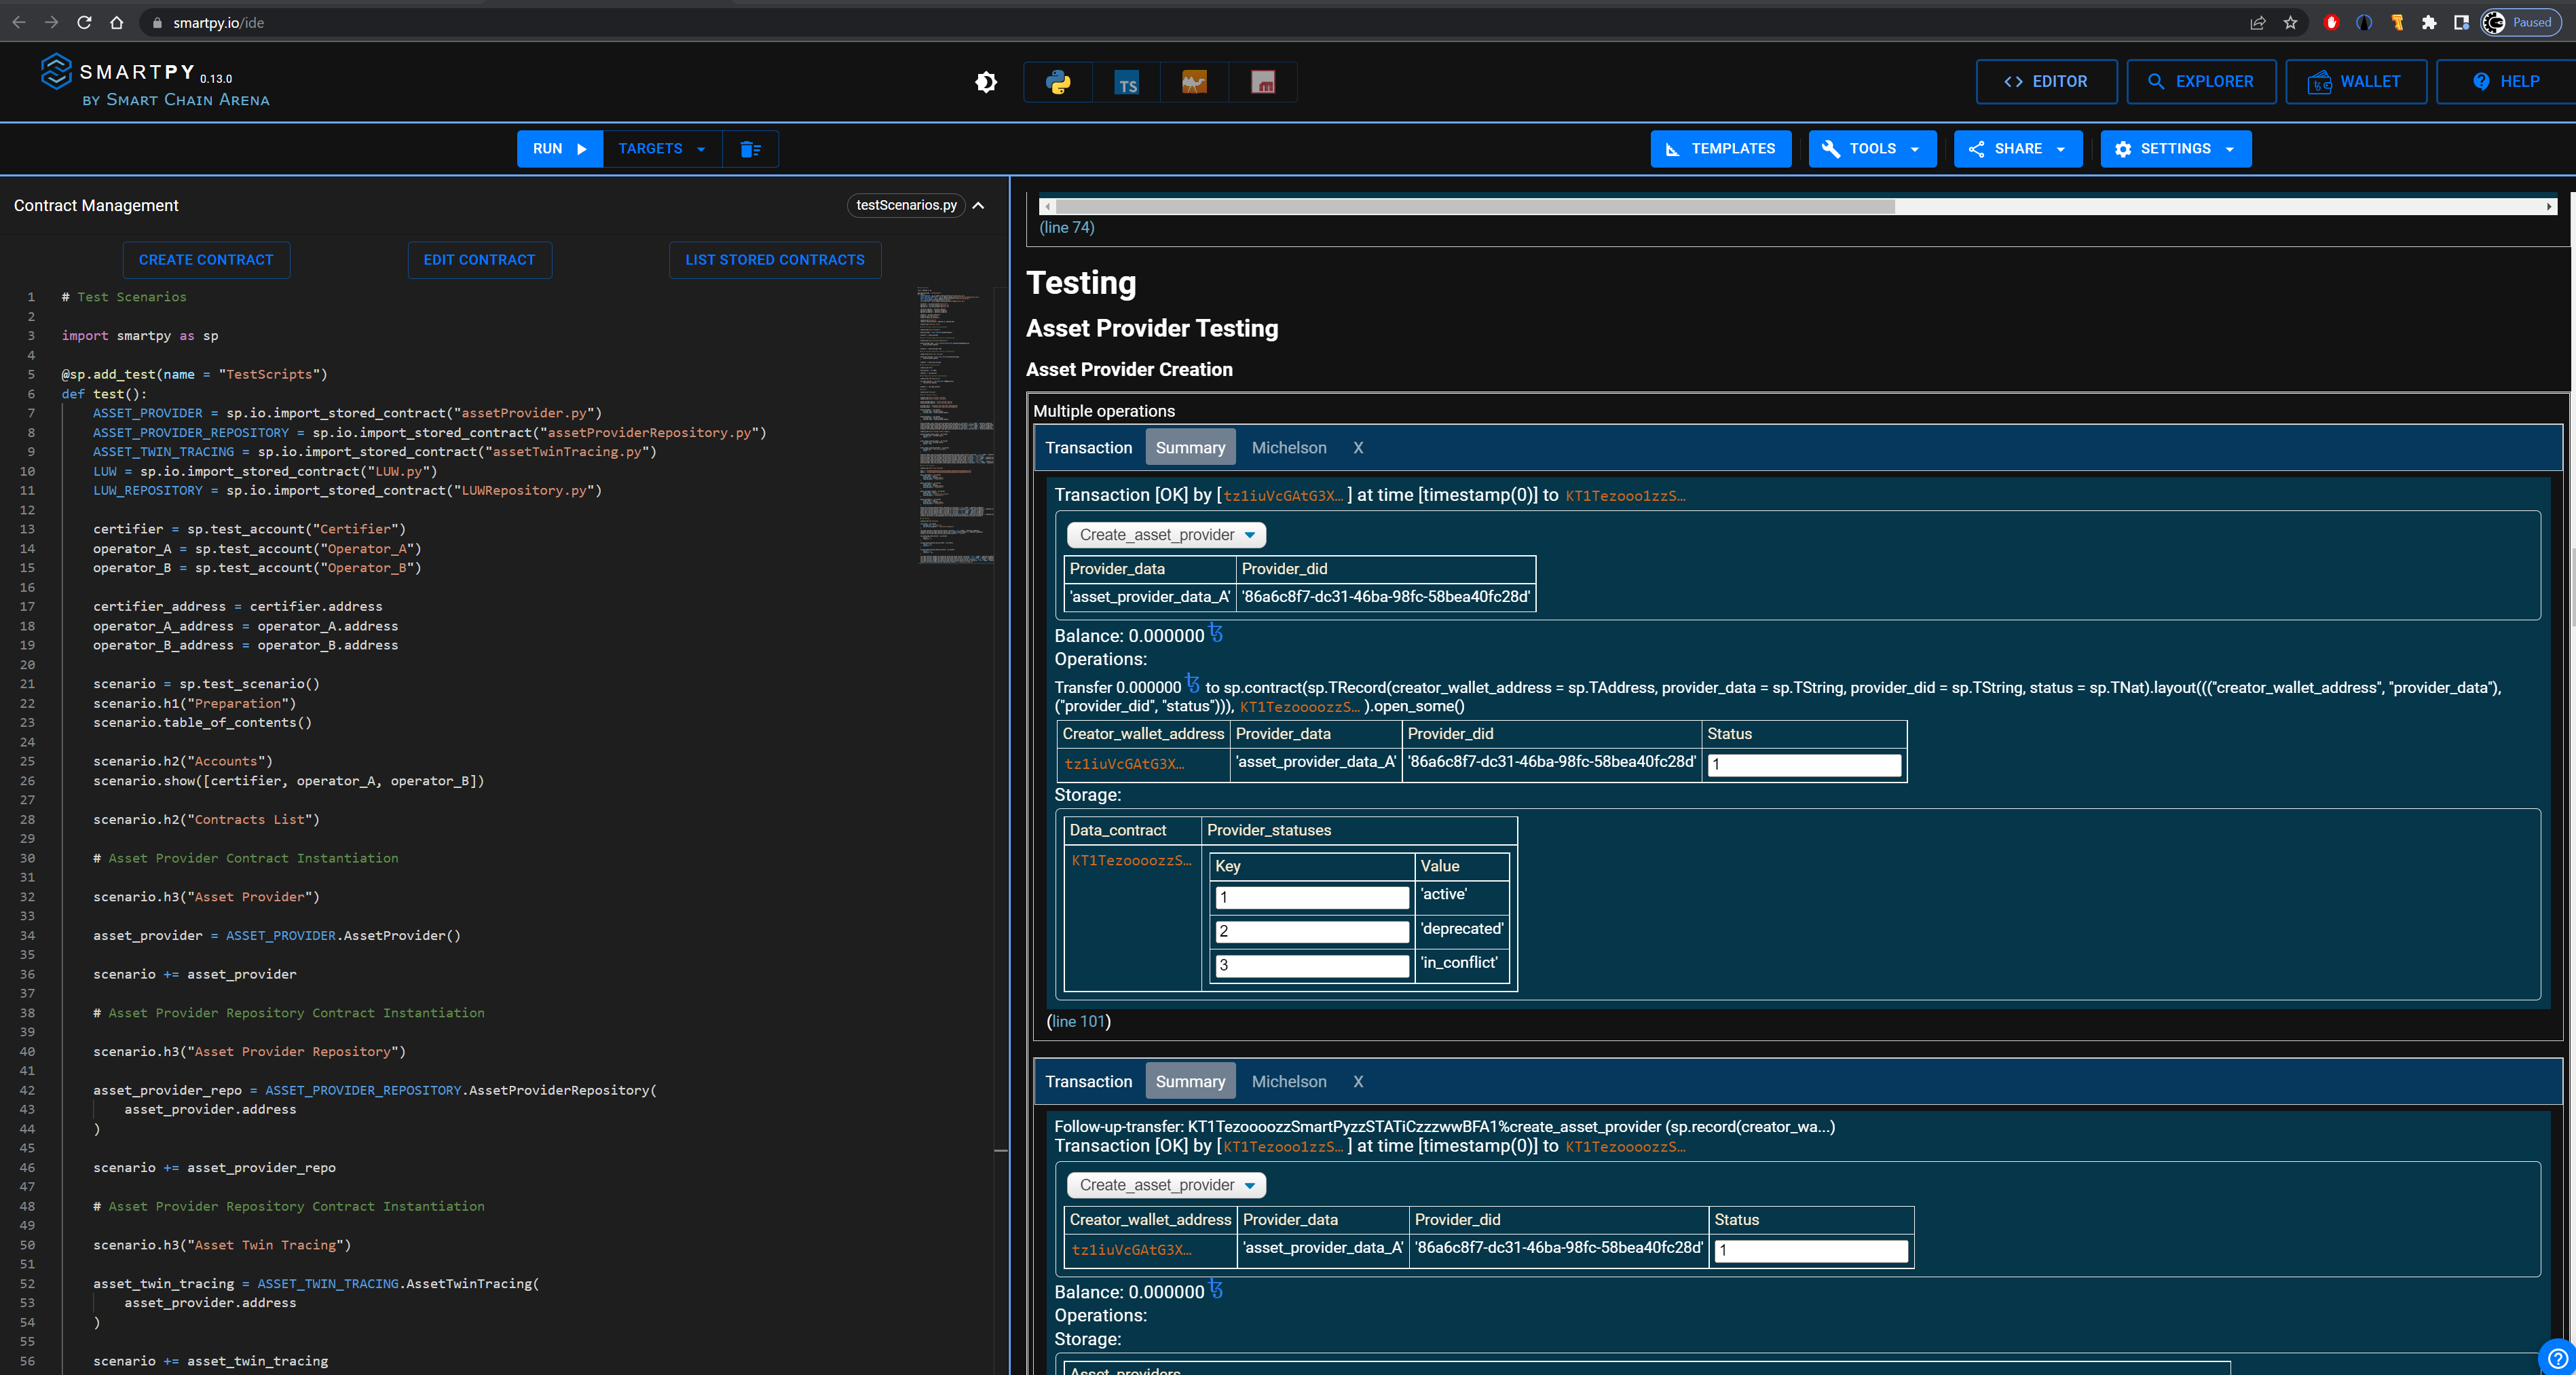 smartpy.io/ide
Paused
SMARTPY 0.13.0
BY SMART CHAIN ARENA
TS
EDITOR
EXPLORER
WALLET
HELP
RUN
TARGETS
TEMPLATES
TOOLS
SHARE
SETTINGS
Contract Management
testScenarios.py
CREATE CONTRACT
EDIT CONTRACT
LIST STORED CONTRACTS
1 # Test Scenarios
2
3 import smartpy as sp
4
5 @sp.add_test(name = "TestScripts")
6 def test():
7 ASSET_PROVIDER = sp.io.import_stored_contract("assetProvider.py")
8 ASSET_PROVIDER_REPOSITORY = sp.io.import_stored_contract("assetProviderRepository.py")
9 ASSET_TWIN_TRACING = sp.io.import_stored_contract("assetTwinTracing.py")
10 LUW = sp.io.import_stored_contract("LUW.py")
11 LUW_REPOSITORY = sp.io.import_stored_contract("LUWRepository.py")
12
13 certifier = sp.test_account("Certifier")
14 operator_A = sp.test_account("Operator_A")
15 operator_B = sp.test_account("Operator_B")
16
17 certifier_address = certifier.address
18 operator_A_address = operator_A.address
19 operator_B_address = operator_B.address
20
21 scenario = sp.test_scenario()
22 scenario.h1("Preparation")
23 scenario.table_of_contents()
24
25 scenario.h2("Accounts")
26 scenario.show([certifier, operator_A, operator_B])
27
28 scenario.h2("Contracts List")
29
30 # Asset Provider Contract Instantiation
31
32 scenario.h3("Asset Provider")
33
34 asset_provider = ASSET_PROVIDER.AssetProvider()
35
36 scenario += asset_provider
37
38 # Asset Provider Repository Contract Instantiation
39
40 scenario.h3("Asset Provider Repository")
41
42 asset_provider_repo = ASSET_PROVIDER_REPOSITORY.AssetProviderRepository(
43 asset_provider.address
44 )
45
46 scenario += asset_provider_repo
47
48 # Asset Provider Repository Contract Instantiation
49
50 scenario.h3("Asset Twin Tracing")
51
52 asset_twin_tracing = ASSET_TWIN_TRACING.AssetTwinTracing(
53 asset_provider.address
54 )
55
56 scenario += asset_twin_tracing
(line 74)
Testing
Asset Provider Testing
Asset Provider Creation
Multiple operations
Transaction Summary Michelson X
Transaction [OK] by [tz1iuVcGAtG3X…] at time [timestamp(0)] to KT1Tezooo1zzS…
Create_asset_provider
Provider_data Provider_did
'asset_provider_data_A' '86a6c8f7-dc31-46ba-98fc-58bea40fc28d'
Balance: 0.000000 ꜩ
Operations:
Transfer 0.000000 ꜩ to sp.contract(sp.TRecord(creator_wallet_address = sp.TAddress, provider_data = sp.TString, provider_did = sp.TString, status = sp.TNat).layout((("creator_wallet_address", "provider_data"),
("provider_did", "status"))), KT1TezoooozzS… ).open_some()
Creator_wallet_address Provider_data Provider_did Status
tz1iuVcGAtG3X… 'asset_provider_data_A' '86a6c8f7-dc31-46ba-98fc-58bea40fc28d' 1
Storage:
Data_contract Provider_statuses
KT1TezoooozzS… Key Value
1 'active'
2 'deprecated'
3 'in_conflict'
(line 101)
Transaction Summary Michelson X
Follow-up-transfer: KT1TezoooozzSmartPyzzSTATiCzzzwwBFA1%create_asset_provider (sp.record(creator_wa...)
Transaction [OK] by [KT1Tezooo1zzS…] at time [timestamp(0)] to KT1TezoooozzS…
Create_asset_provider
Creator_wallet_address Provider_data Provider_did Status
tz1iuVcGAtG3X… 'asset_provider_data_A' '86a6c8f7-dc31-46ba-98fc-58bea40fc28d' 1
Balance: 0.000000 ꜩ
Operations:
Storage:
Asset_providers